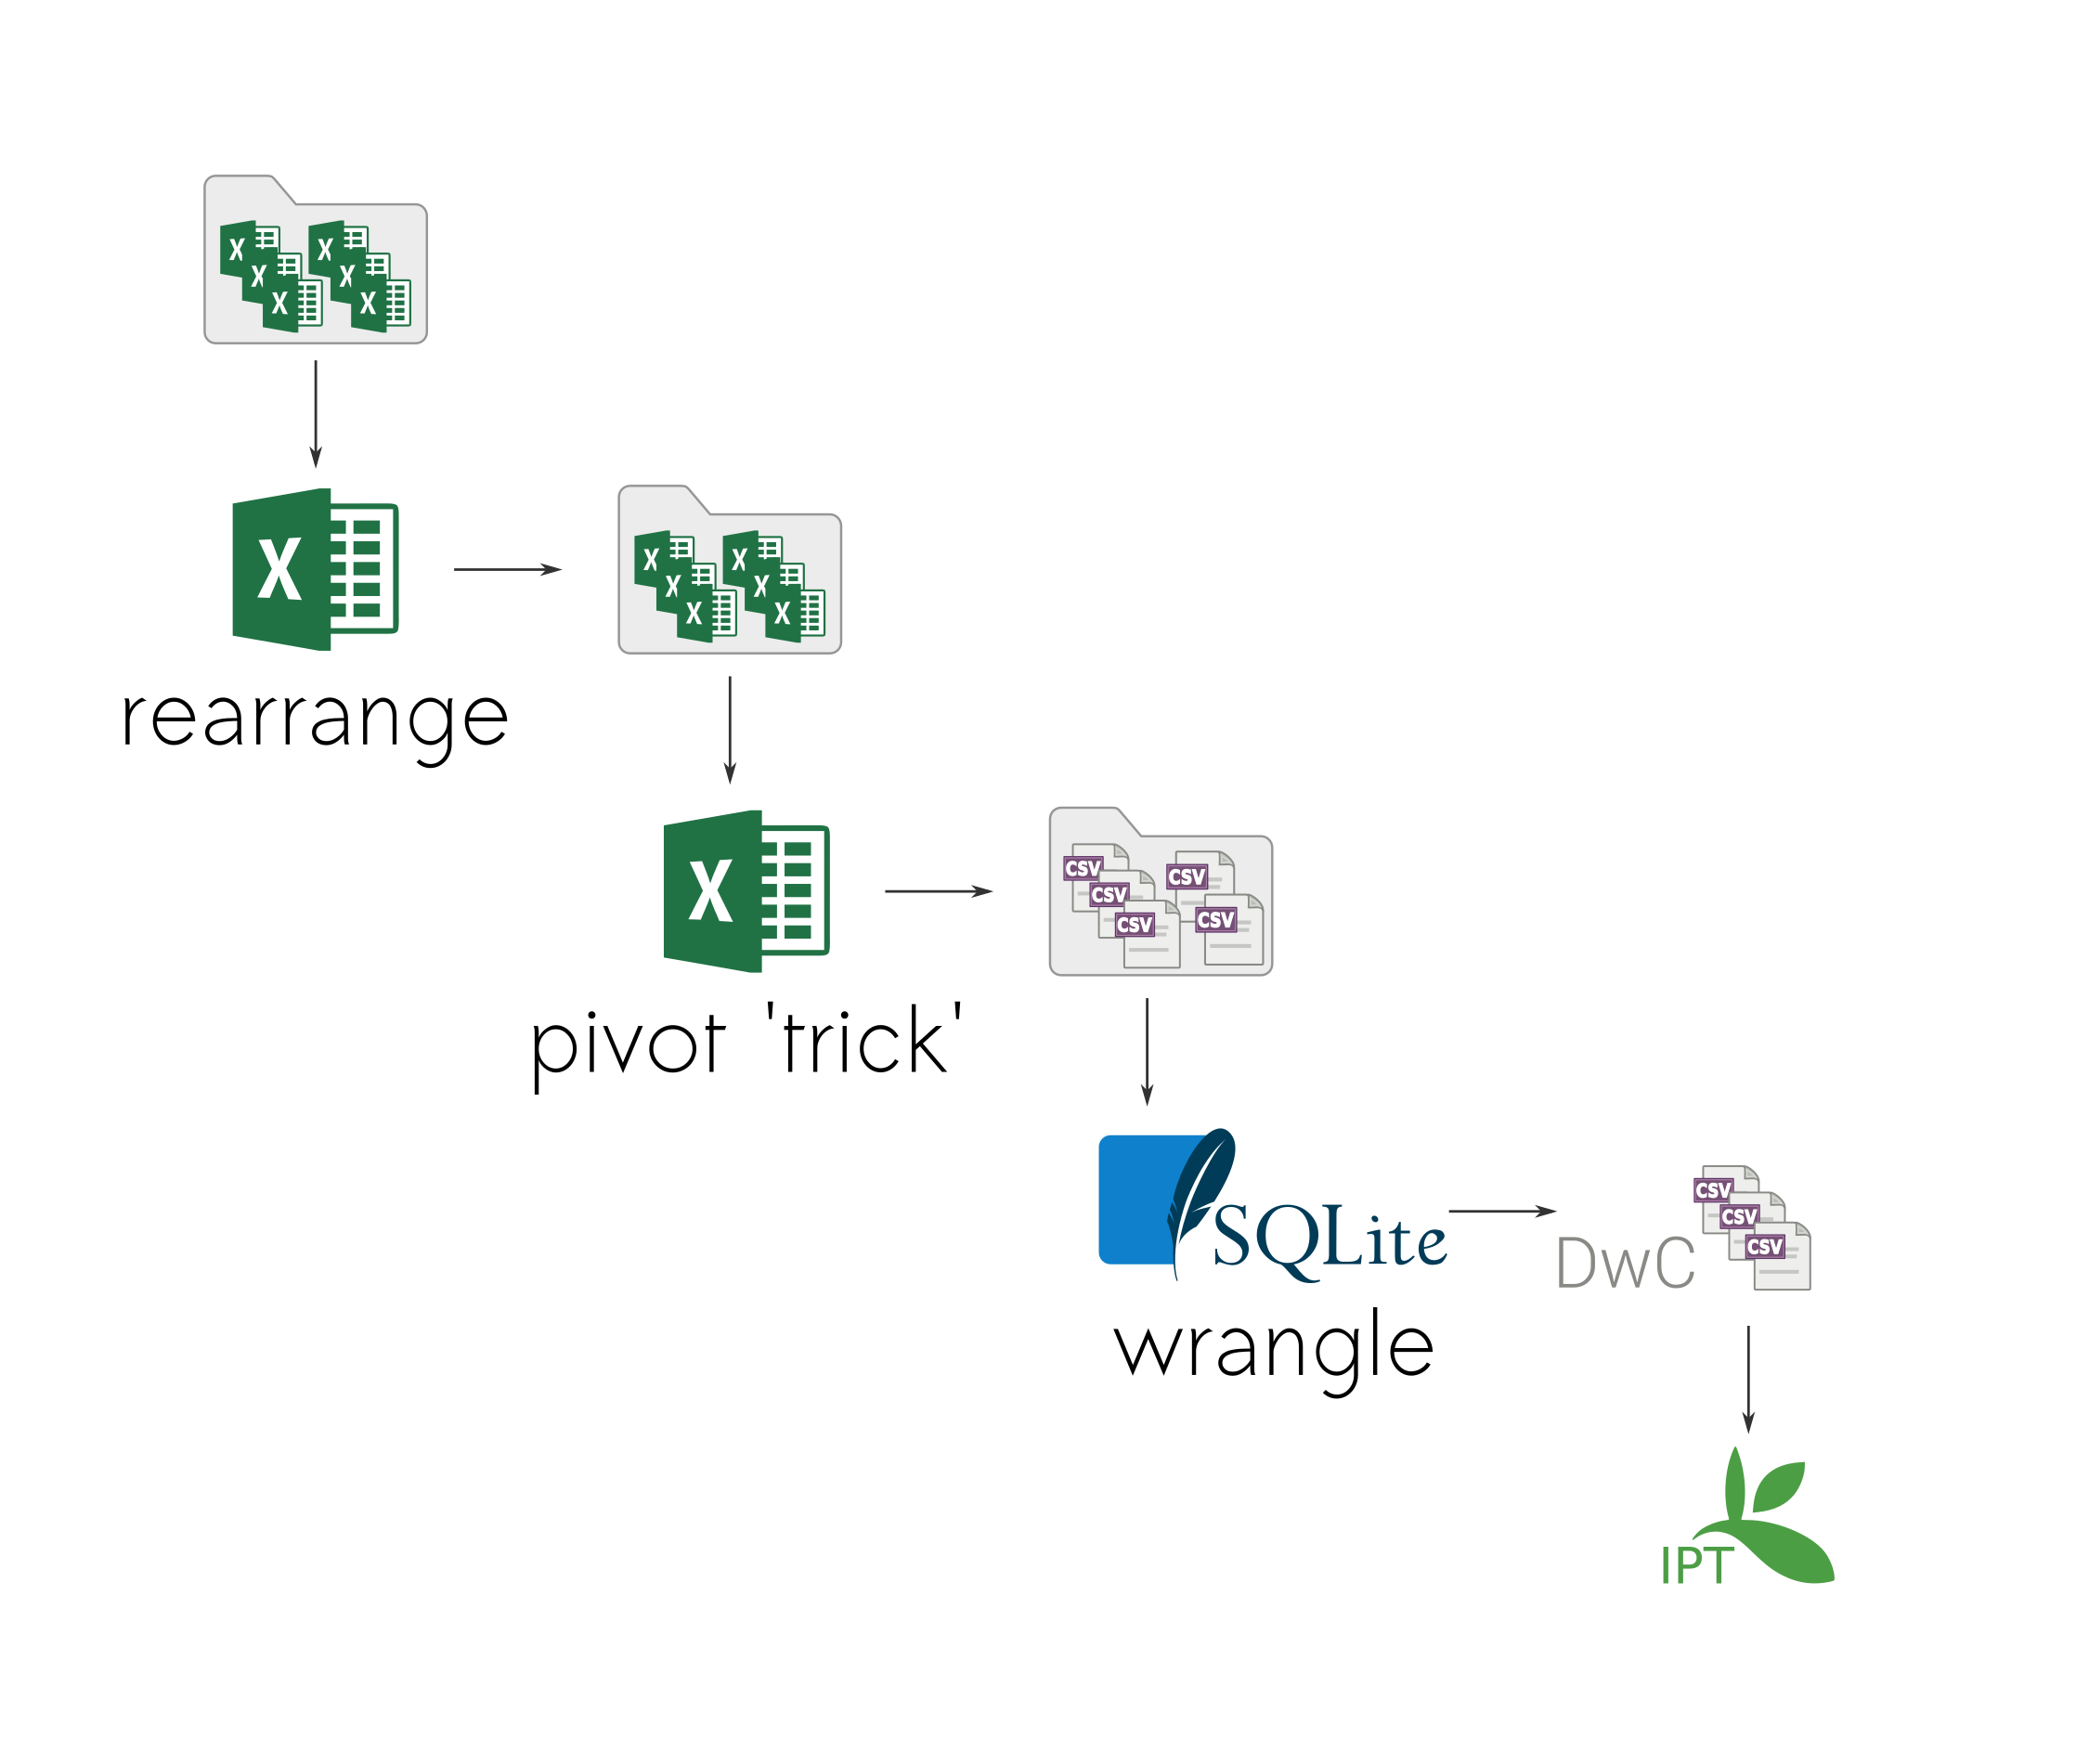 X X
X X
X X
X
X X
X X
X X
rearrange
X
CSV CSV
CSV CSV
CSV
pivot 'trick'
SQLite
CSV
CSV
CSV
DwC
wrangle
IPT